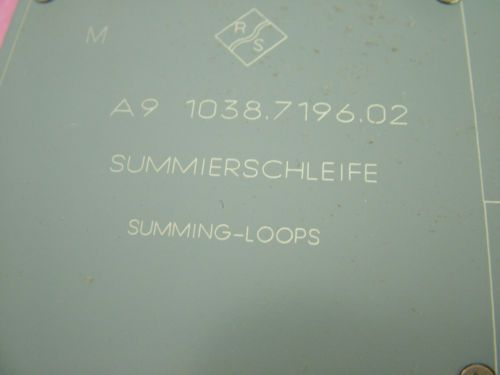 M
R
S
A9 1038.7196.02
SUMMIERSCHLEIFE
SUMMING-LOOPS